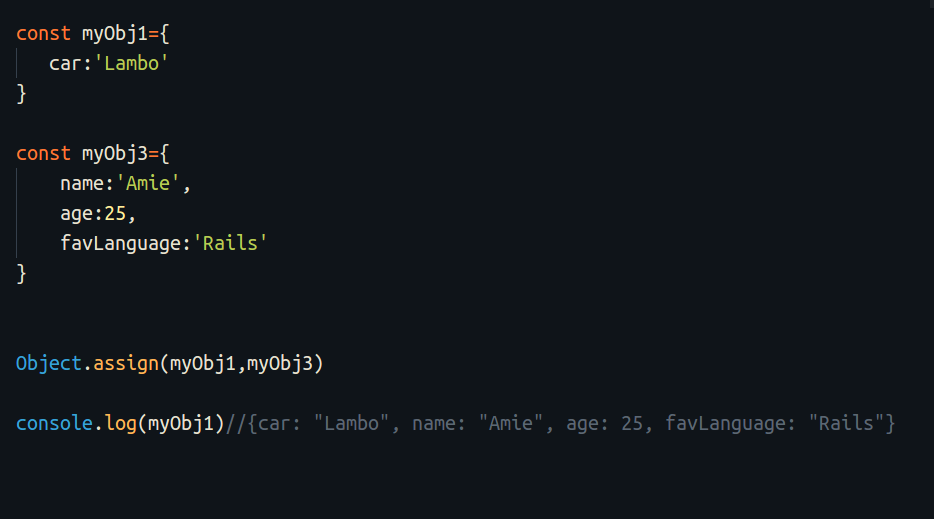 const myObj1={
   car:'Lambo'
}
const myObj3={
    name:'Amie',
    age:25,
    favLanguage:'Rails'
}
Object.assign(myObj1,myObj3)
console.log(myObj1)//{car: "Lambo", name: "Amie", age: 25, favLanguage: "Rails"}